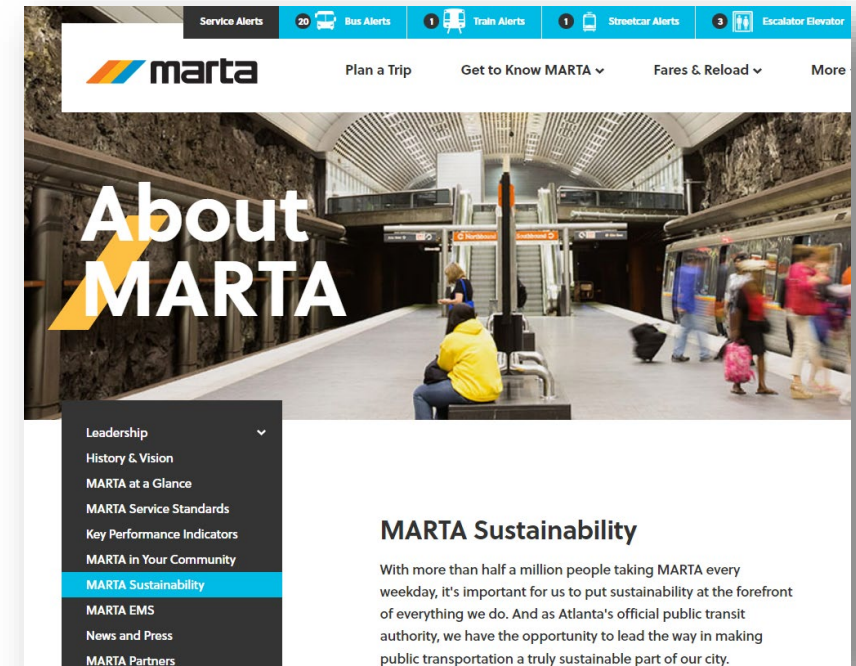 Service Alerts 20 Bus Alerts 1 Train Alerts 1 Streetcar Alerts 3 Escalator Elevator
marta Plan a Trip Get to Know MARTA Fares & Reload More
About
MARTA
Northbound Southbound
Leadership
History & Vision
MARTA at a Glance
MARTA Service Standards
Key Performance Indicators
MARTA in Your Community
MARTA Sustainability
MARTA EMS
News and Press
MARTA Partners
MARTA Sustainability
With more than half a million people taking MARTA every
weekday, it's important for us to put sustainability at the forefront
of everything we do. And as Atlanta's official public transit
authority, we have the opportunity to lead the way in making
public transportation a truly sustainable part of our city.